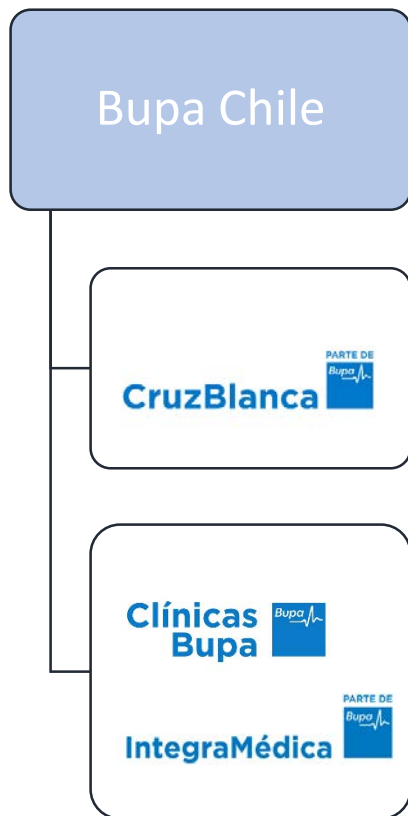 Bupa Chile
PARTE DE
Bupa
CruzBlanca
Clínicas
Bupa
Bupa
PARTE DE
Bupa
IntegraMédica